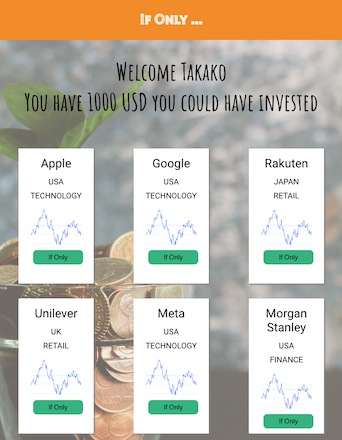 If Only ...
Welcome Takako
You have 1000 USD you could have invested
Apple
USA
TECHNOLOGY
If Only
Google
USA
TECHNOLOGY
If Only
Rakuten
JAPAN
RETAIL
If Only
Unilever
UK
RETAIL
If Only
Meta
USA
TECHNOLOGY
If Only
Morgan
Stanley
USA
FINANCE
If Only